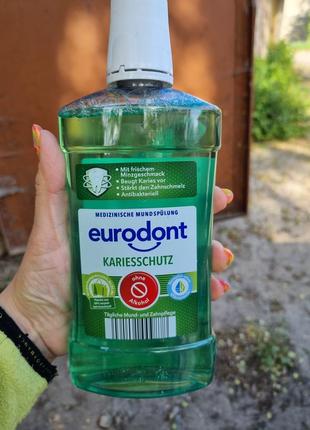 • Mit frischem
Minzgeschmack
• Beugt Karies vor
• Stärkt den Zahnschmelz
• Antibakteriell
MEDIZINISCHE MUNDSPÜLUNG
eurodont
KARIESSCHUTZ
ohne
Alkohol
Tägliche Mund- und Zahnpflege